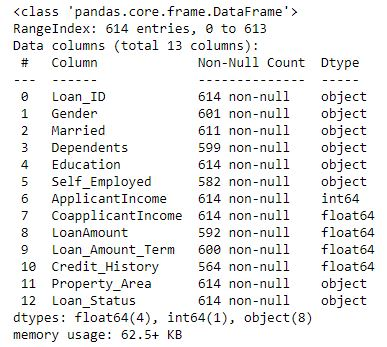 <class 'pandas.core.frame.DataFrame'>
RangeIndex: 614 entries, 0 to 613
Data columns (total 13 columns):
 #   Column             Non-Null Count  Dtype
---  ------             --------------  -----
 0   Loan_ID            614 non-null    object
 1   Gender             601 non-null    object
 2   Married            611 non-null    object
 3   Dependents         599 non-null    object
 4   Education          614 non-null    object
 5   Self_Employed      582 non-null    object
 6   ApplicantIncome    614 non-null    int64
 7   CoapplicantIncome  614 non-null    float64
 8   LoanAmount         592 non-null    float64
 9   Loan_Amount_Term   600 non-null    float64
 10  Credit_History     564 non-null    float64
 11  Property_Area      614 non-null    object
 12  Loan_Status        614 non-null    object
dtypes: float64(4), int64(1), object(8)
memory usage: 62.5+ KB